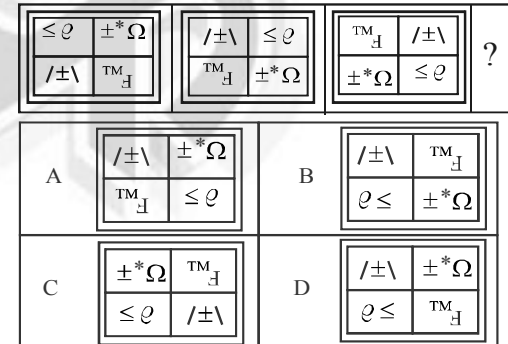 ≤ ϱ ±*Ω /±\ ≤ ϱ ™Ⅎ /±\ ?
/±\ ™Ⅎ ™Ⅎ ±*Ω ±*Ω ≤ ϱ
A /±\ ±*Ω B /±\ ™Ⅎ
™Ⅎ ≤ ϱ ϱ ≤ ±*Ω
C ±*Ω ™Ⅎ D /±\ ±*Ω
≤ ϱ /±\ ϱ ≥ ™Ⅎ